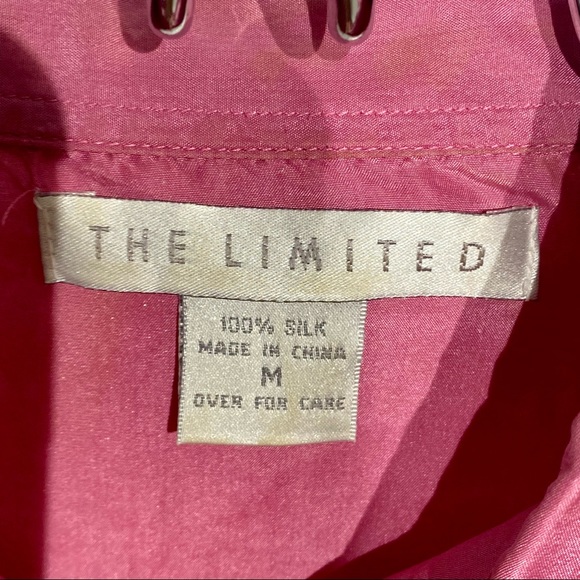 THE LIMITED
100% SILK
MADE IN CHINA
M
OVER FOR CARE